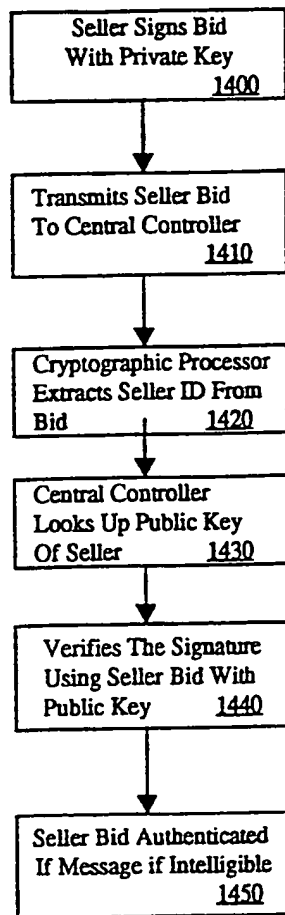 Seller Signs Bid
With Private Key
1400
Transmits Seller Bid
To Central Controller
1410
Cryptographic Processor
Extracts Seller ID From
Bid 1420
Central Controller
Looks Up Public Key
Of Seller 1430
Verifies The Signature
Using Seller Bid With
Public Key 1440
Seller Bid Authenticated
If Message if Intelligible
1450